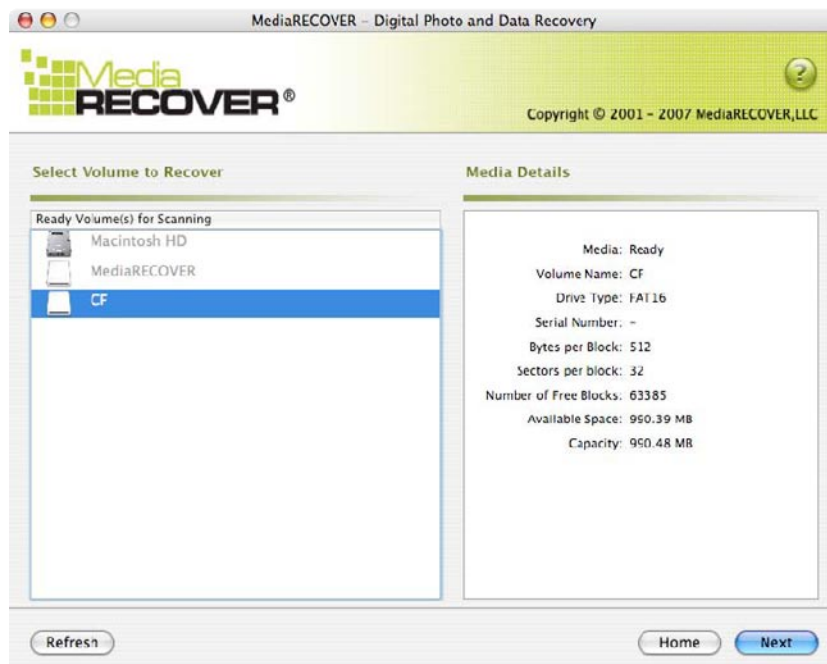 MediaRECOVER – Digital Photo and Data Recovery
Media
RECOVER®
?
Copyright © 2001 – 2007 MediaRECOVER,LLC
Select Volume to Recover
Media Details
Ready Volume(s) for Scanning
Macintosh HD
MediaRECOVER
CF
Media: Ready
Volume Name: CF
Drive Type: FAT16
Serial Number: –
Bytes per Block: 512
Sectors per block: 32
Number of Free Blocks: 63385
Available Space: 990.39 MB
Capacity: 990.48 MB
Refresh
Home
Next